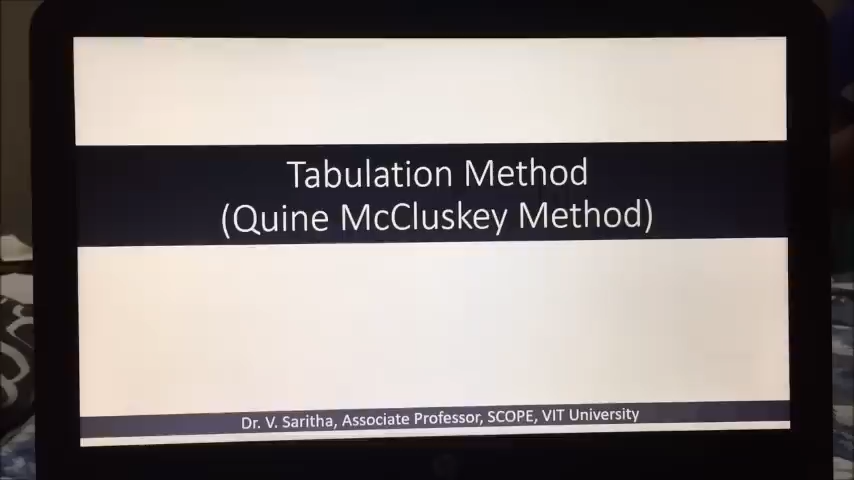 Tabulation Method
(Quine McCluskey Method)
Dr. V. Saritha, Associate Professor, SCOPE, VIT University